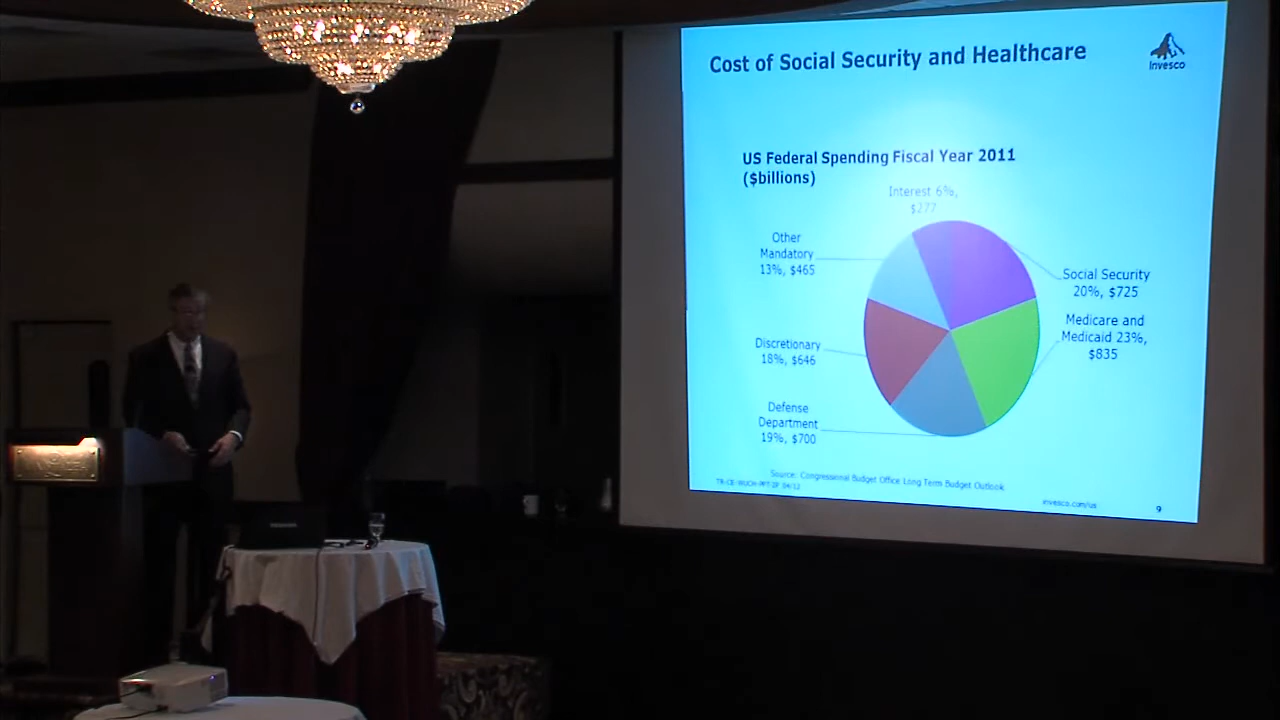 Cost of Social Security and Healthcare
Invesco
US Federal Spending Fiscal Year 2011
($billions)
Interest 6%,
$277
Other
Mandatory
13%, $465
Social Security
20%, $725
Medicare and
Medicaid 23%,
$835
Discretionary
18%, $646
Defense
Department
19%, $700
Source: Congressional Budget Office Long Term Budget Outlook
invesco.com/us
9